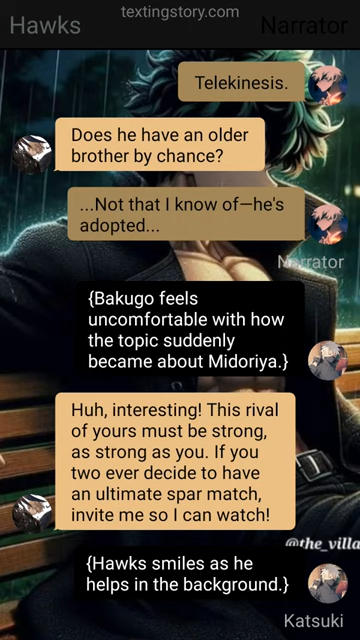 textingstory.com
Hawks
Narrator
Telekinesis.
Does he have an older
brother by chance?
...Not that I know of—he's
adopted...
Narrator
{Bakugo feels
uncomfortable with how
the topic suddenly
became about Midoriya.}
Huh, interesting! This rival
of yours must be strong,
as strong as you. If you
two ever decide to have
an ultimate spar match,
invite me so I can watch!
@the_villa
{Hawks smiles as he
helps in the background.}
Katsuki